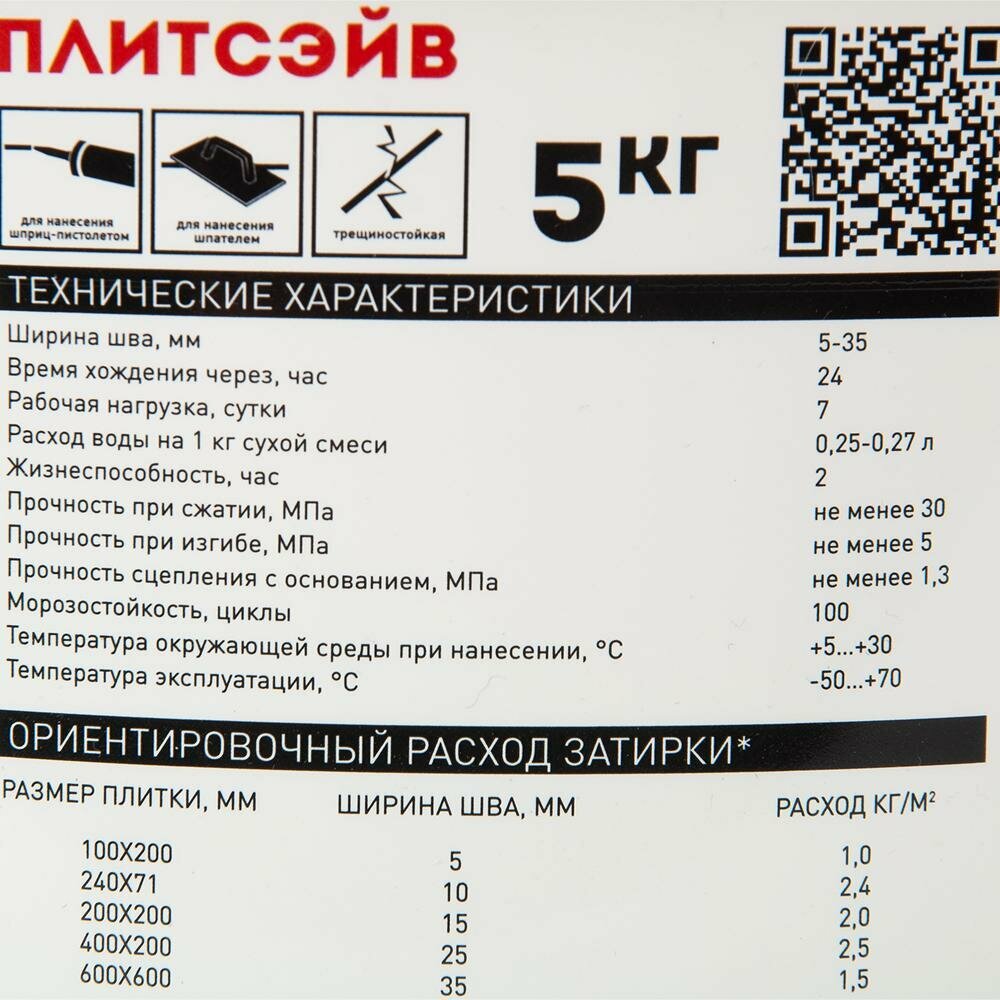 ПЛИТСЭЙВ
для нанесения
шприц-пистолетом
для нанесения
шпателем
трещиностойкая
5кг
ТЕХНИЧЕСКИЕ ХАРАКТЕРИСТИКИ
Ширина шва, мм 5-35
Время хождения через, час 24
Рабочая нагрузка, сутки 7
Расход воды на 1 кг сухой смеси 0,25-0,27 л
Жизнеспособность, час 2
Прочность при сжатии, МПа не менее 30
Прочность при изгибе, МПа не менее 5
Прочность сцепления с основанием, МПа не менее 1,3
Морозостойкость, циклы 100
Температура окружающей среды при нанесении, °С +5...+30
Температура эксплуатации, °С -50...+70
ОРИЕНТИРОВОЧНЫЙ РАСХОД ЗАТИРКИ*
РАЗМЕР ПЛИТКИ, ММ ШИРИНА ШВА, ММ РАСХОД КГ/М²
100Х200 5 1,0
240Х71 10 2,4
200Х200 15 2,0
400Х200 25 2,5
600Х600 35 1,5